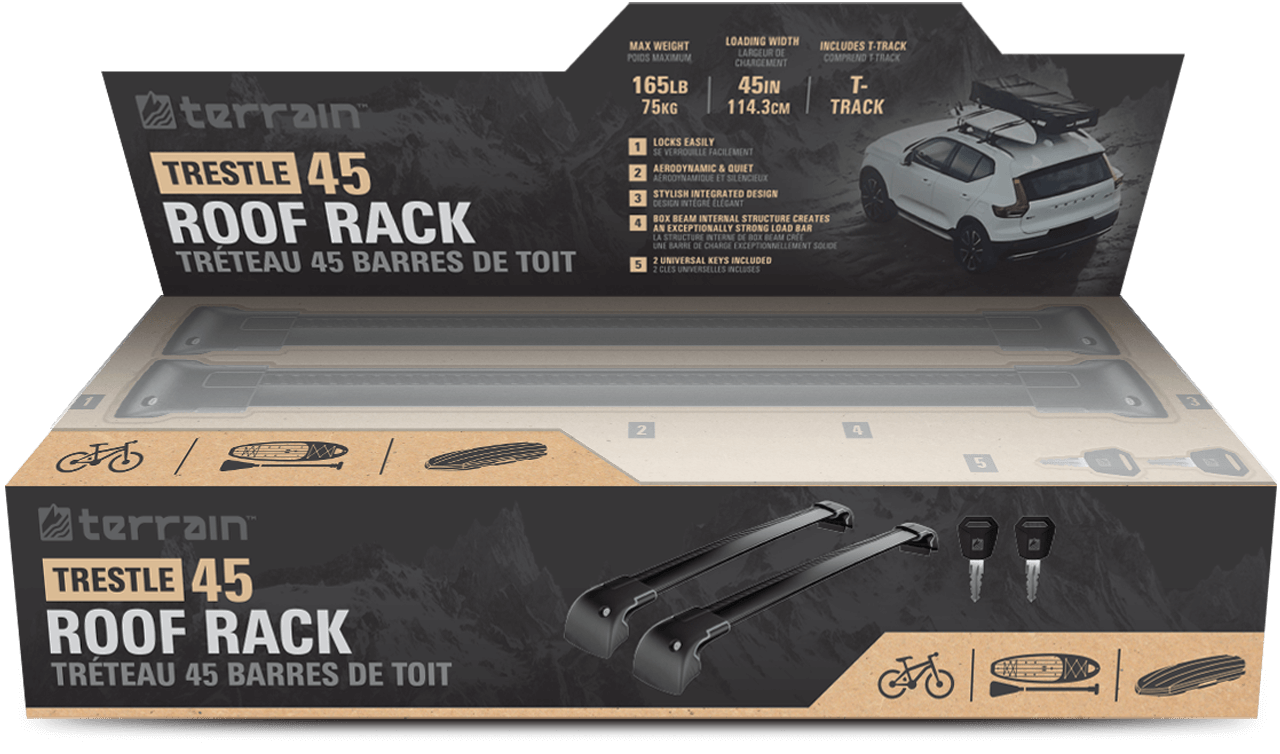 terrain™
TRESTLE 45
ROOF RACK
TRÉTEAU 45 BARRES DE TOIT
MAX WEIGHT
POIDS MAXIMUM
165LB
75KG
LOADING WIDTH
LARGEUR DE
CHARGEMENT
45IN
114.3CM
INCLUDES T-TRACK
COMPREND T-TRACK
T-
TRACK
1 LOCKS EASILY
SE VERROUILLE FACILEMENT
2 AERODYNAMIC & QUIET
AÉRODYNAMIQUE ET SILENCIEUX
3 STYLISH INTEGRATED DESIGN
DESIGN INTÉGRÉ ÉLÉGANT
4 BOX BEAM INTERNAL STRUCTURE CREATES
AN EXCEPTIONALLY STRONG LOAD BAR
LA STRUCTURE INTERNE DE BOX BEAM CRÉE
UNE BARRE DE CHARGE EXCEPTIONNELLEMENT SOLIDE
5 2 UNIVERSAL KEYS INCLUDED
2 CLÉS UNIVERSELLES INCLUSES
1
2
4
3
5
terrain™
TRESTLE 45
ROOF RACK
TRÉTEAU 45 BARRES DE TOIT